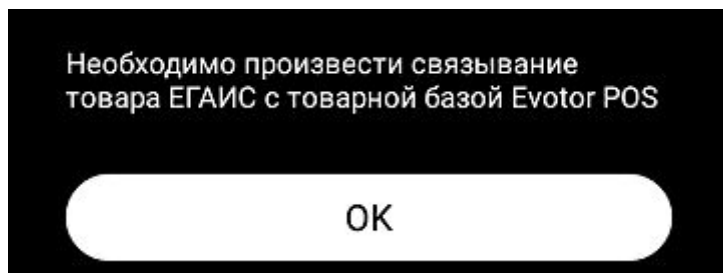 Необходимо произвести связывание
товара ЕГАИС с товарной базой Evotor POS
OK